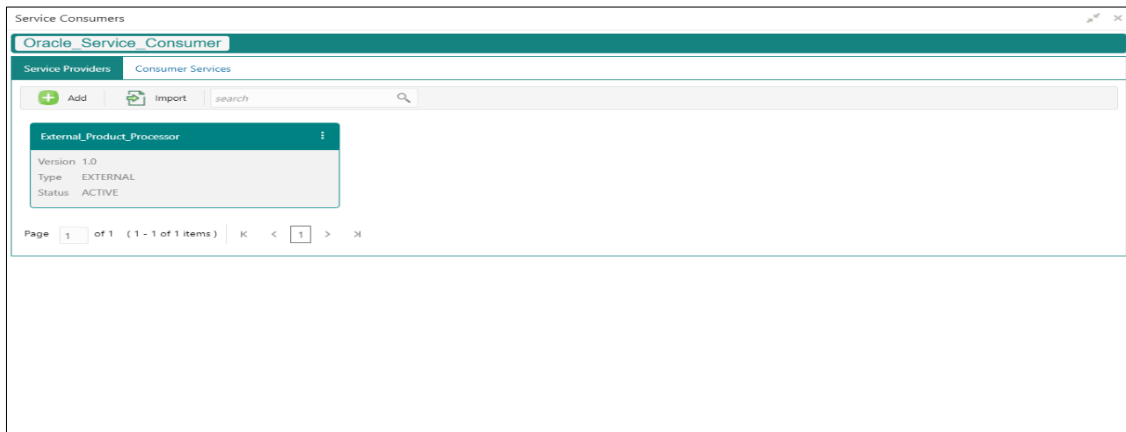 Service Consumers
Oracle_Service_Consumer
Service Providers Consumer Services
Add Import search
External_Product_Processor
Version 1.0
Type EXTERNAL
Status ACTIVE
Page 1 of 1 ( 1 - 1 of 1 items ) 1